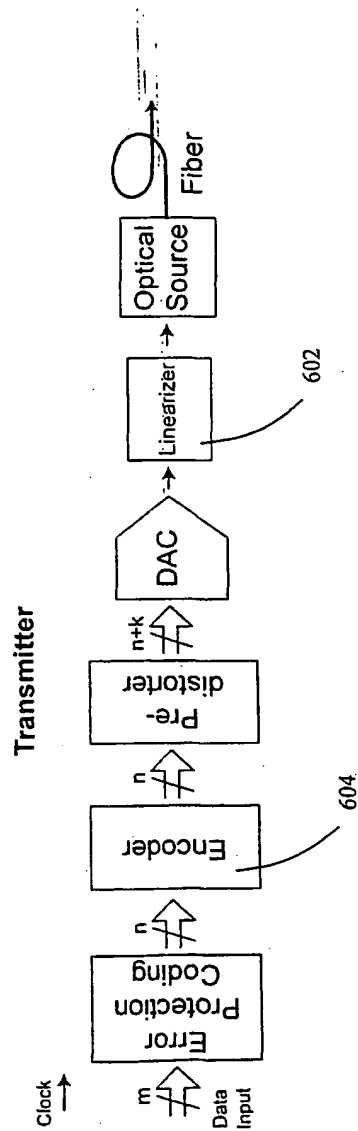 Transmitter
Clock
m
Data
Input
Error
Protection
Coding
n
Encoder
604
n
Pre-
distorter
n+k
DAC
Linearizer
602
Optical
Source
Fiber